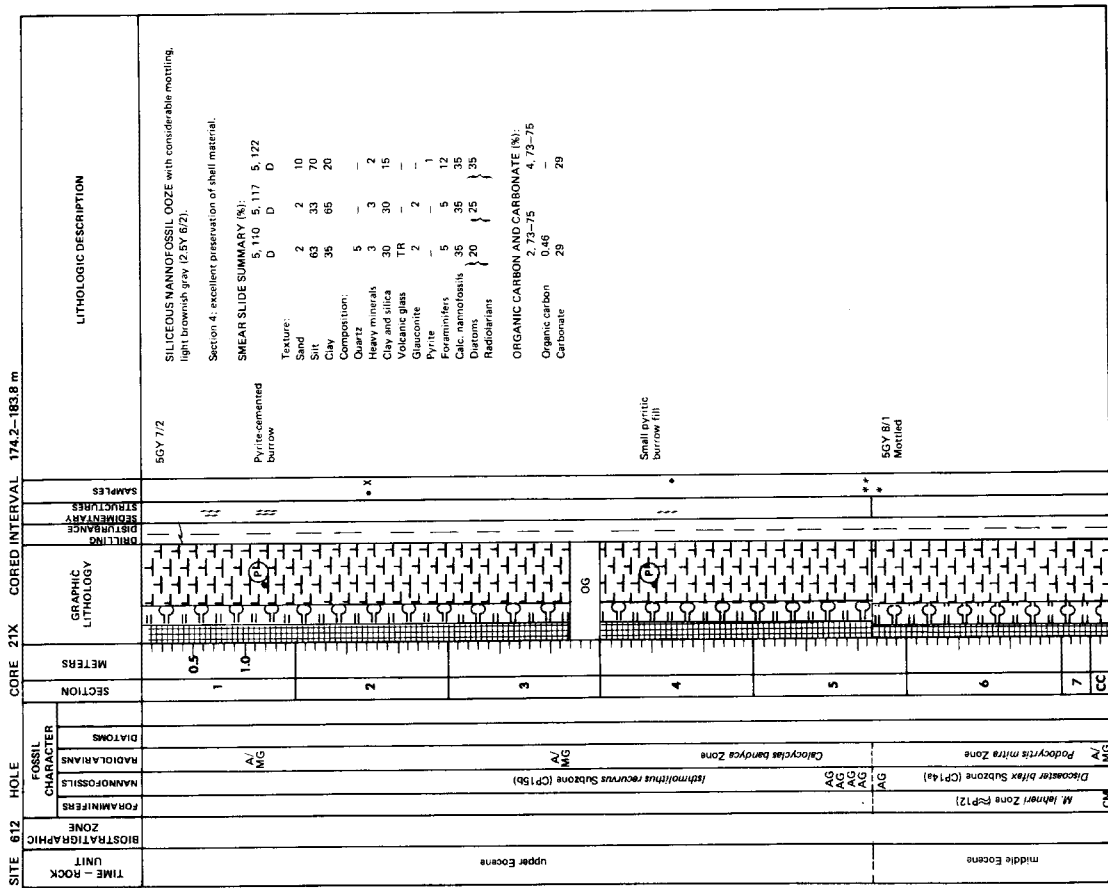 SITE 612 HOLE CORE 21X CORED INTERVAL 174.2–183.8 m
TIME – ROCK UNIT
BIOSTRATIGRAPHIC ZONE
FOSSIL CHARACTER
FORAMINIFERS
NANNOFOSSILS
RADIOLARIANS
DIATOMS
SECTION
METERS
GRAPHIC LITHOLOGY
DRILLING DISTURBANCE
SEDIMENTARY STRUCTURES
SAMPLES
LITHOLOGIC DESCRIPTION
upper Eocene
middle Eocene
M. lehneri Zone (≈P12)
CM
Isthmolithus recurvus Subzone (CP15b)
AG
AG
AG
AG
AG
Discoaster bifax Subzone (CP14a)
A/MG
A/MG
Calocyclas bandyca Zone
Podocyrtis mitra Zone
A/MG
1
2
3
4
5
6
7
CC
0.5
1.0
P
OG
P
* X
*
* *
*
5GY 7/2
Pyrite-cemented
burrow
Small pyritic
burrow fill
5GY 8/1
Mottled
SILICEOUS NANNOFOSSIL OOZE with considerable mottling,
light brownish gray (2.5Y 6/2).
Section 4: excellent preservation of shell material.
SMEAR SLIDE SUMMARY (%):
5, 110 5, 117 5, 122
D D D
Texture:
Sand 2 2 10
Silt 63 33 70
Clay 35 65 20
Composition:
Quartz 5 – –
Heavy minerals 3 3 2
Clay and silica 30 30 15
Volcanic glass TR – –
Glauconite 2 2 –
Pyrite – – 1
Foraminifers 5 5 12
Calc. nannofossils 35 35 35
Diatoms } 20 } 25 } 35
Radiolarians
ORGANIC CARBON AND CARBONATE (%):
2, 73–75 4, 73–75
Organic carbon 0.46 –
Carbonate 29 29